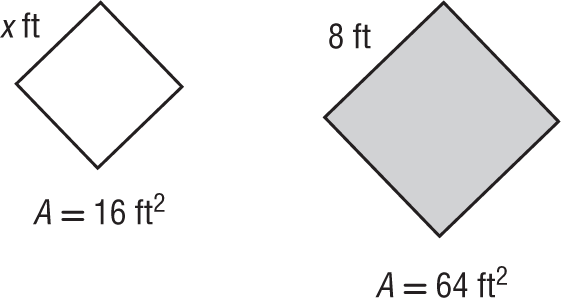 x ft
8 ft
A = 16 ft²
A = 64 ft²